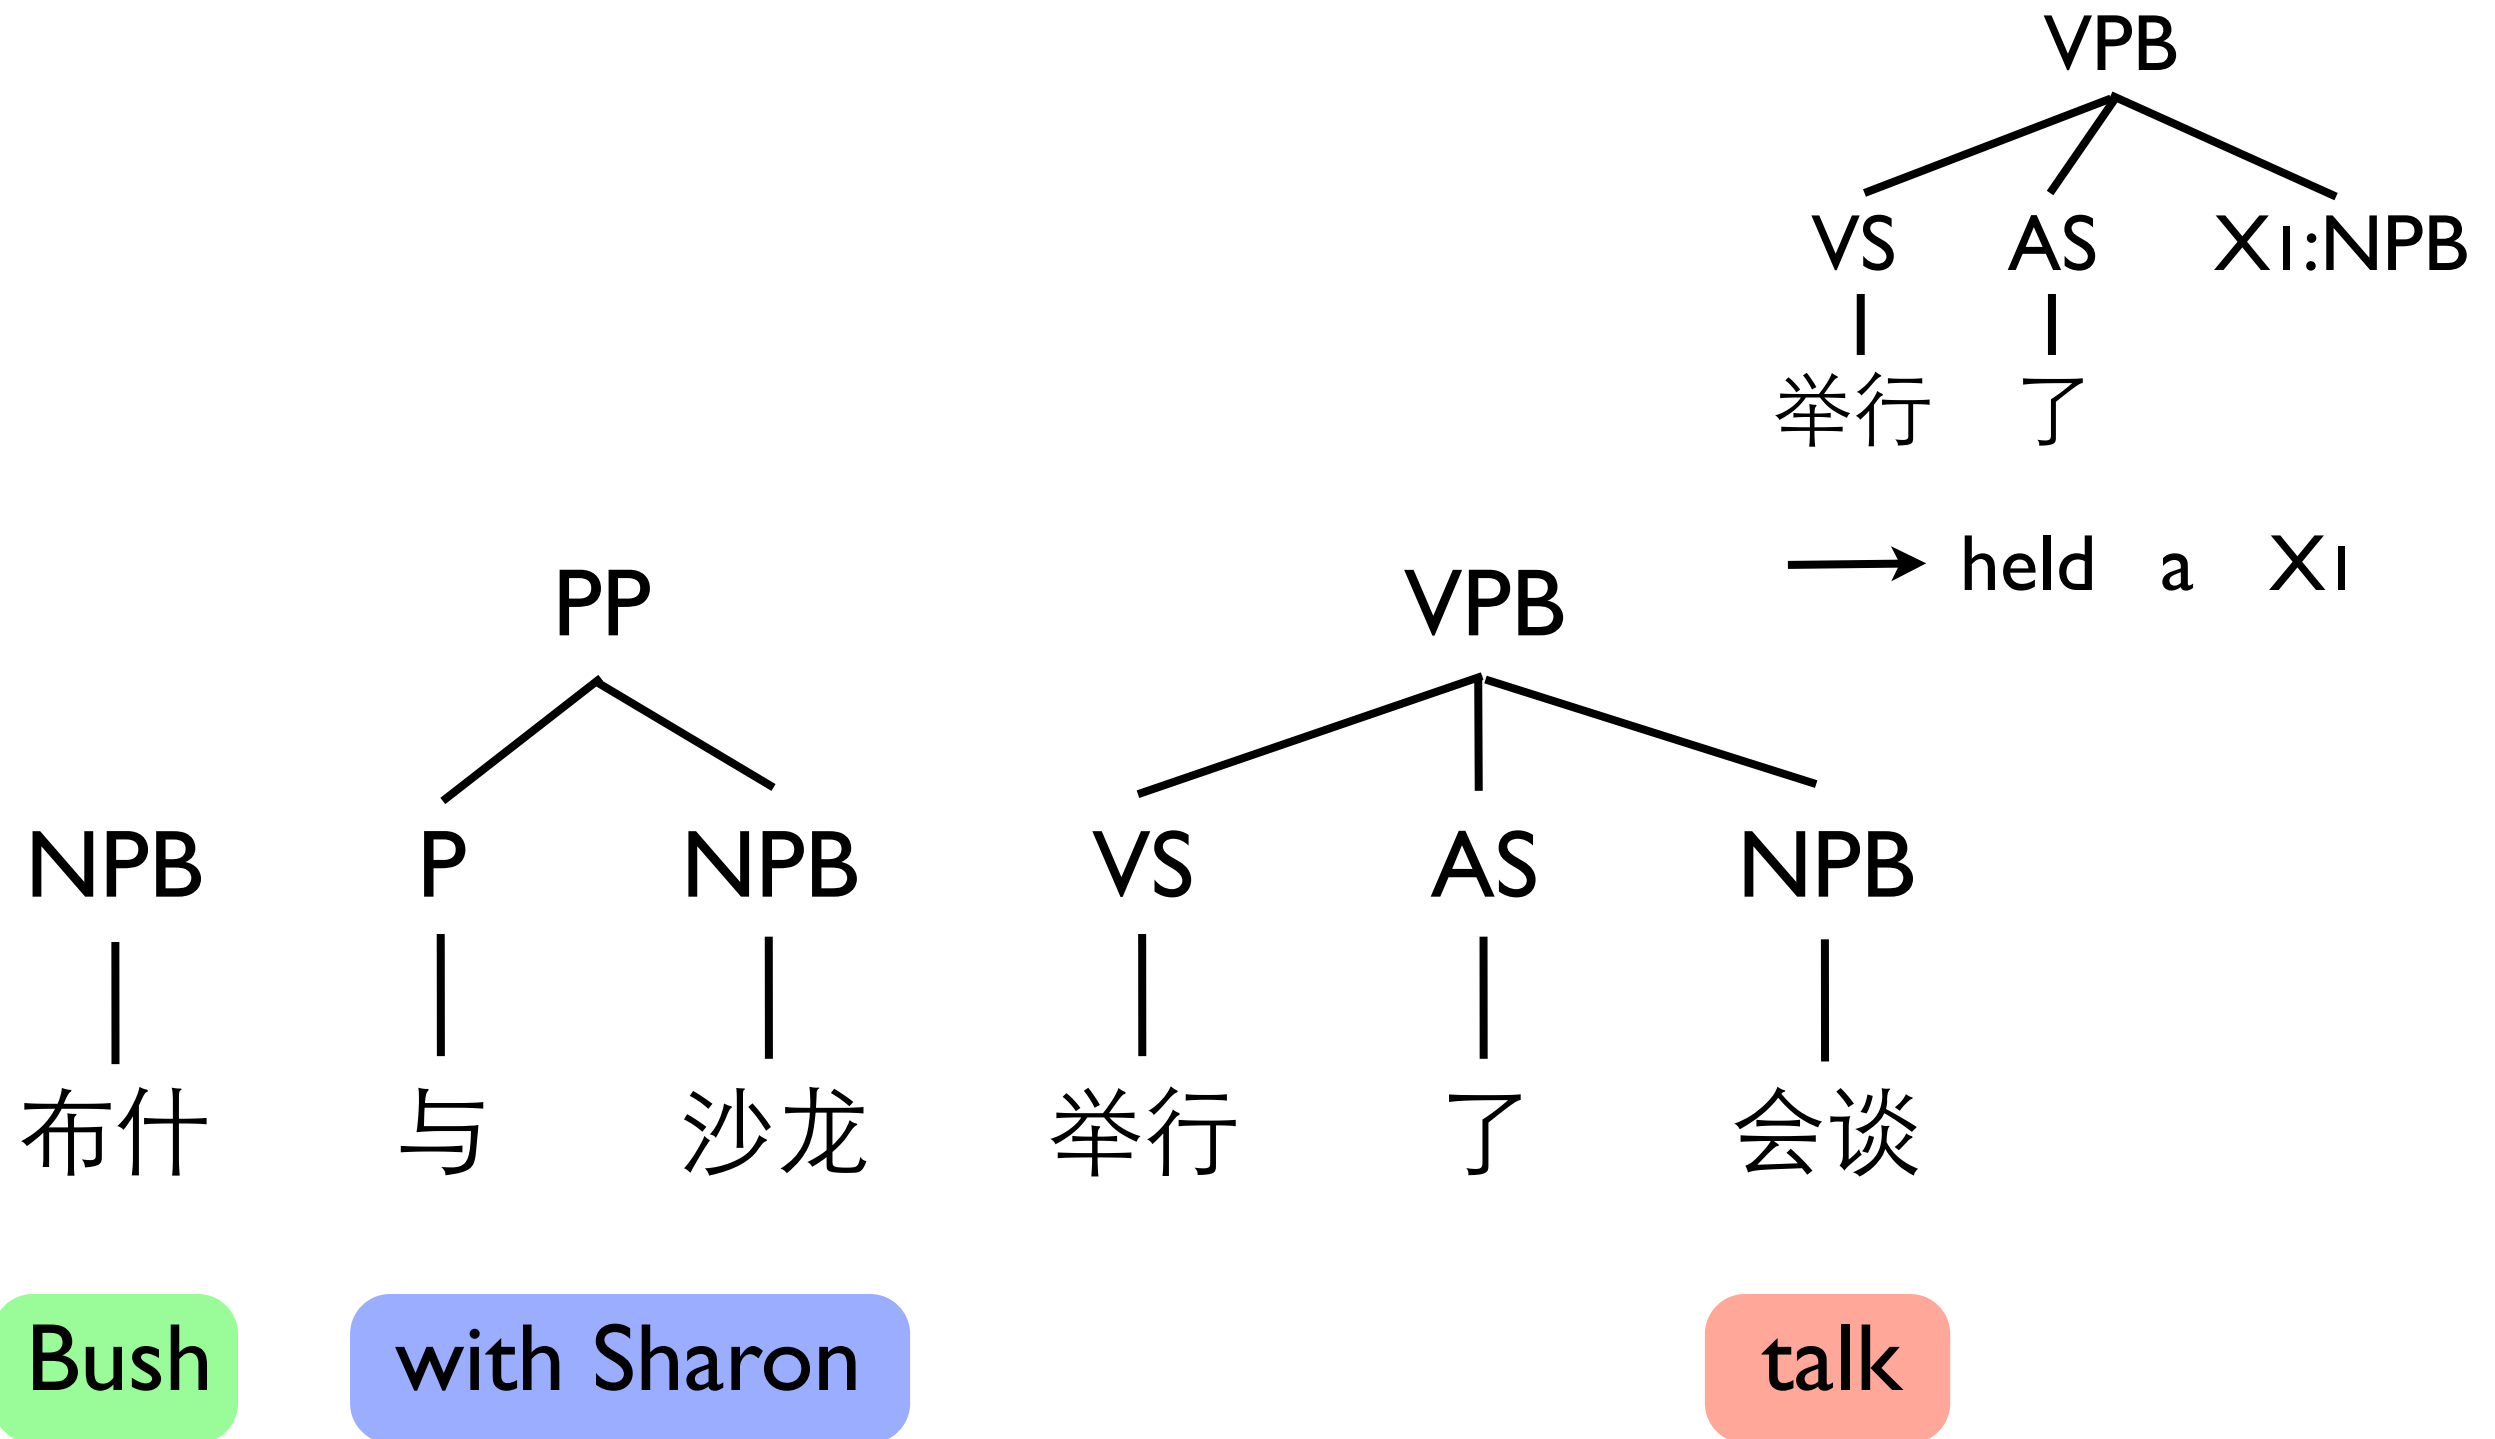 VPB
VS AS X1:NPB
举行 了
held a X1
PP VPB
NPB P NPB VS AS NPB
布什 与 沙龙 举行 了 会谈
Bush with Sharon talk